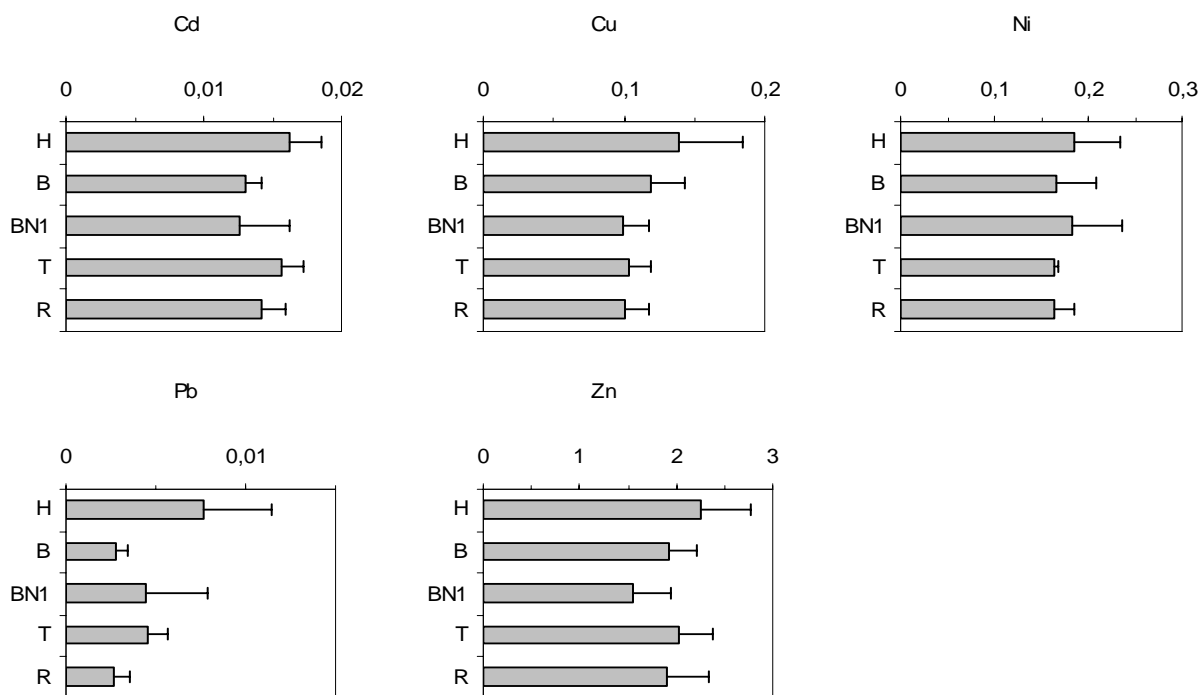 Cd
0 0,01 0,02
H
B
BN1
T
R
Cu
0 0,1 0,2
H
B
BN1
T
R
Ni
0 0,1 0,2 0,3
H
B
BN1
T
R
Pb
0 0,01
H
B
BN1
T
R
Zn
0 1 2 3
H
B
BN1
T
R